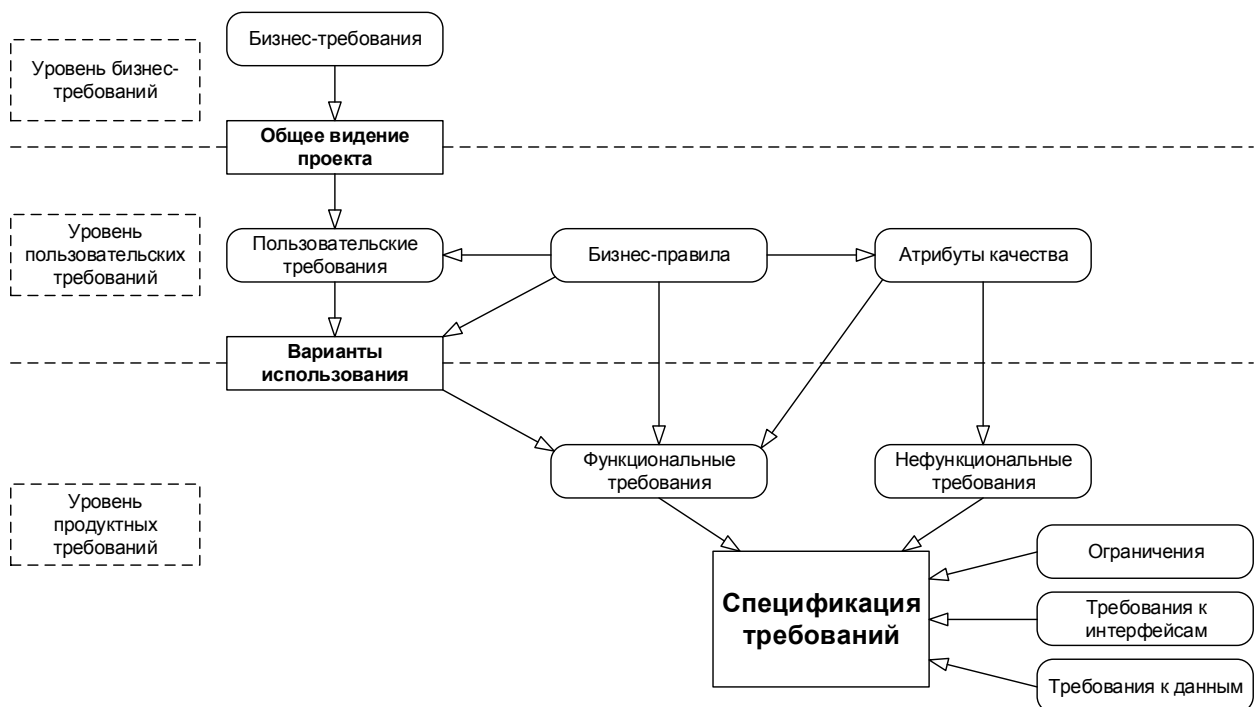 Бизнес-требования
Уровень бизнес-
требований
Общее видение
проекта
Уровень
пользовательских
требований
Пользовательские
требования
Бизнес-правила
Атрибуты качества
Варианты
использования
Функциональные
требования
Нефункциональные
требования
Уровень
продуктных
требований
Спецификация
требований
Ограничения
Требования к
интерфейсам
Требования к данным